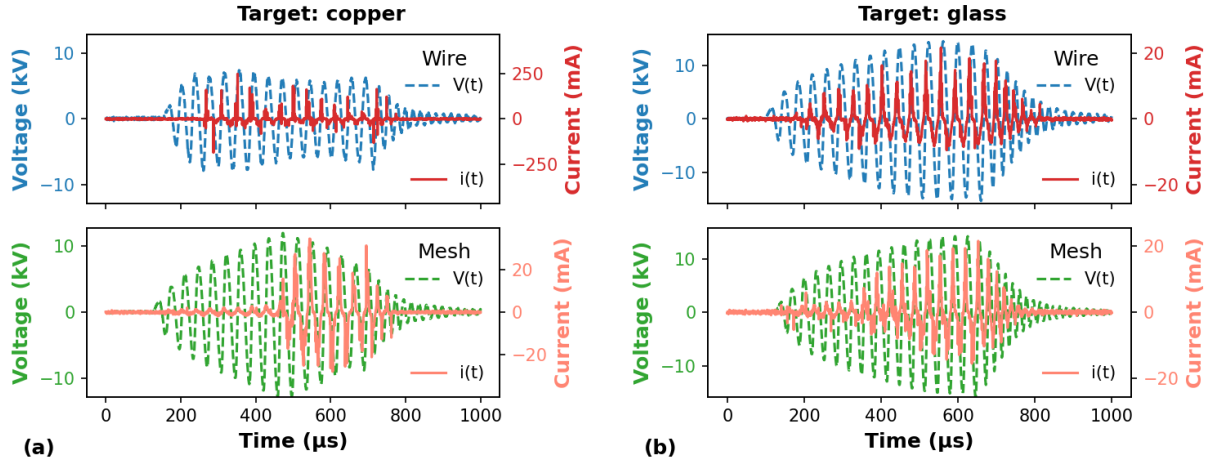 Target: copper
Target: glass
Voltage (kV)
10
0
−10
Wire
V(t)
i(t)
250
0
−250
Current (mA)
Voltage (kV)
10
0
−10
Wire
V(t)
i(t)
20
0
−20
Current (mA)
Voltage (kV)
10
0
−10
Mesh
V(t)
i(t)
20
0
−20
Current (mA)
0 200 400 600 800 1000
Time (µs)
(a)
Voltage (kV)
10
0
−10
Mesh
V(t)
i(t)
20
0
−20
Current (mA)
0 200 400 600 800 1000
Time (µs)
(b)